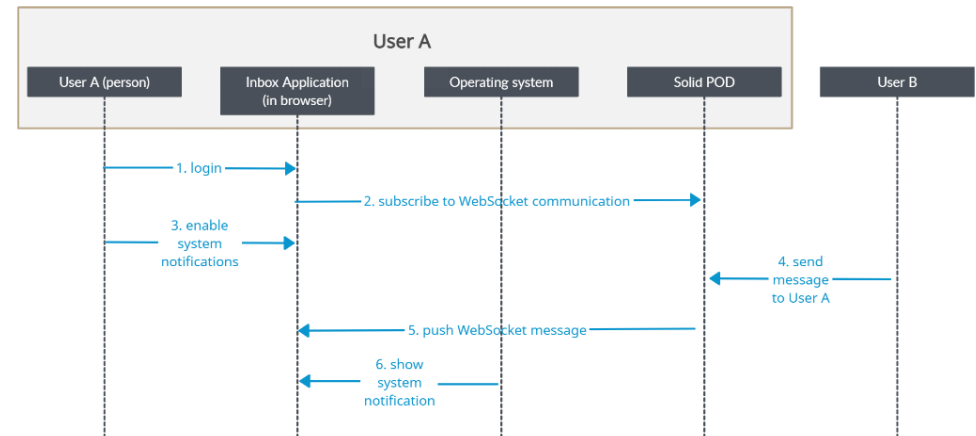 User A
User A (person)
Inbox Application
(in browser)
Operating system
Solid POD
User B
1. login
2. subscribe to WebSocket communication
3. enable
system
notifications
4. send
message
to User A
5. push WebSocket message
6. show
system
notification